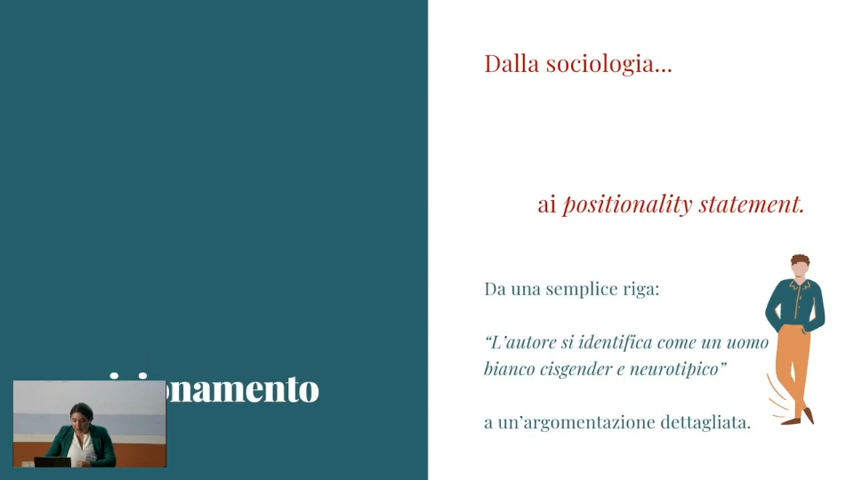 Dalla sociologia...
ai positionality statement.
Da una semplice riga:
“L’autore si identifica come un uomo
bianco cisgender e neurotipico”
a un’argomentazione dettagliata.